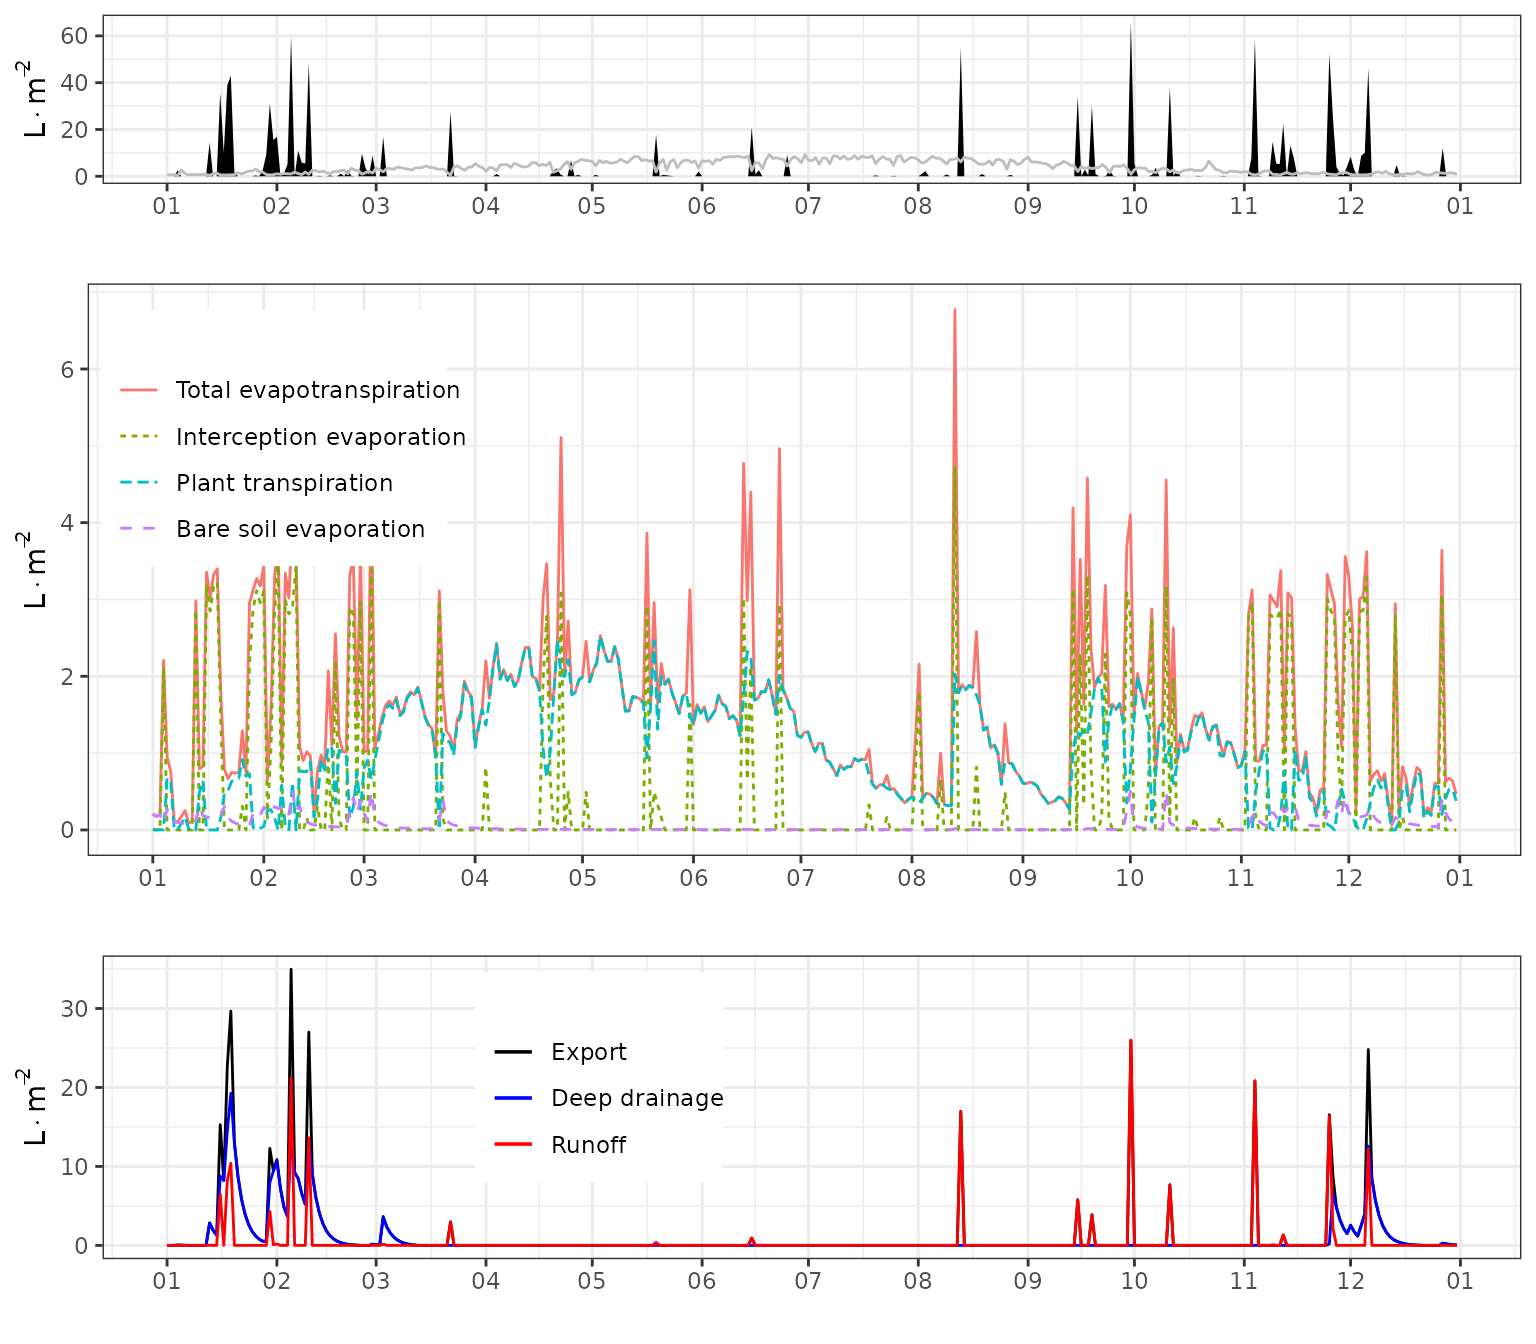 L · m⁻²
60
40
20
0
01 02 03 04 05 06 07 08 09 10 11 12 01
L · m⁻²
6
4
2
0
Total evapotranspiration
Interception evaporation
Plant transpiration
Bare soil evaporation
01 02 03 04 05 06 07 08 09 10 11 12 01
L · m⁻²
30
20
10
0
Export
Deep drainage
Runoff
01 02 03 04 05 06 07 08 09 10 11 12 01